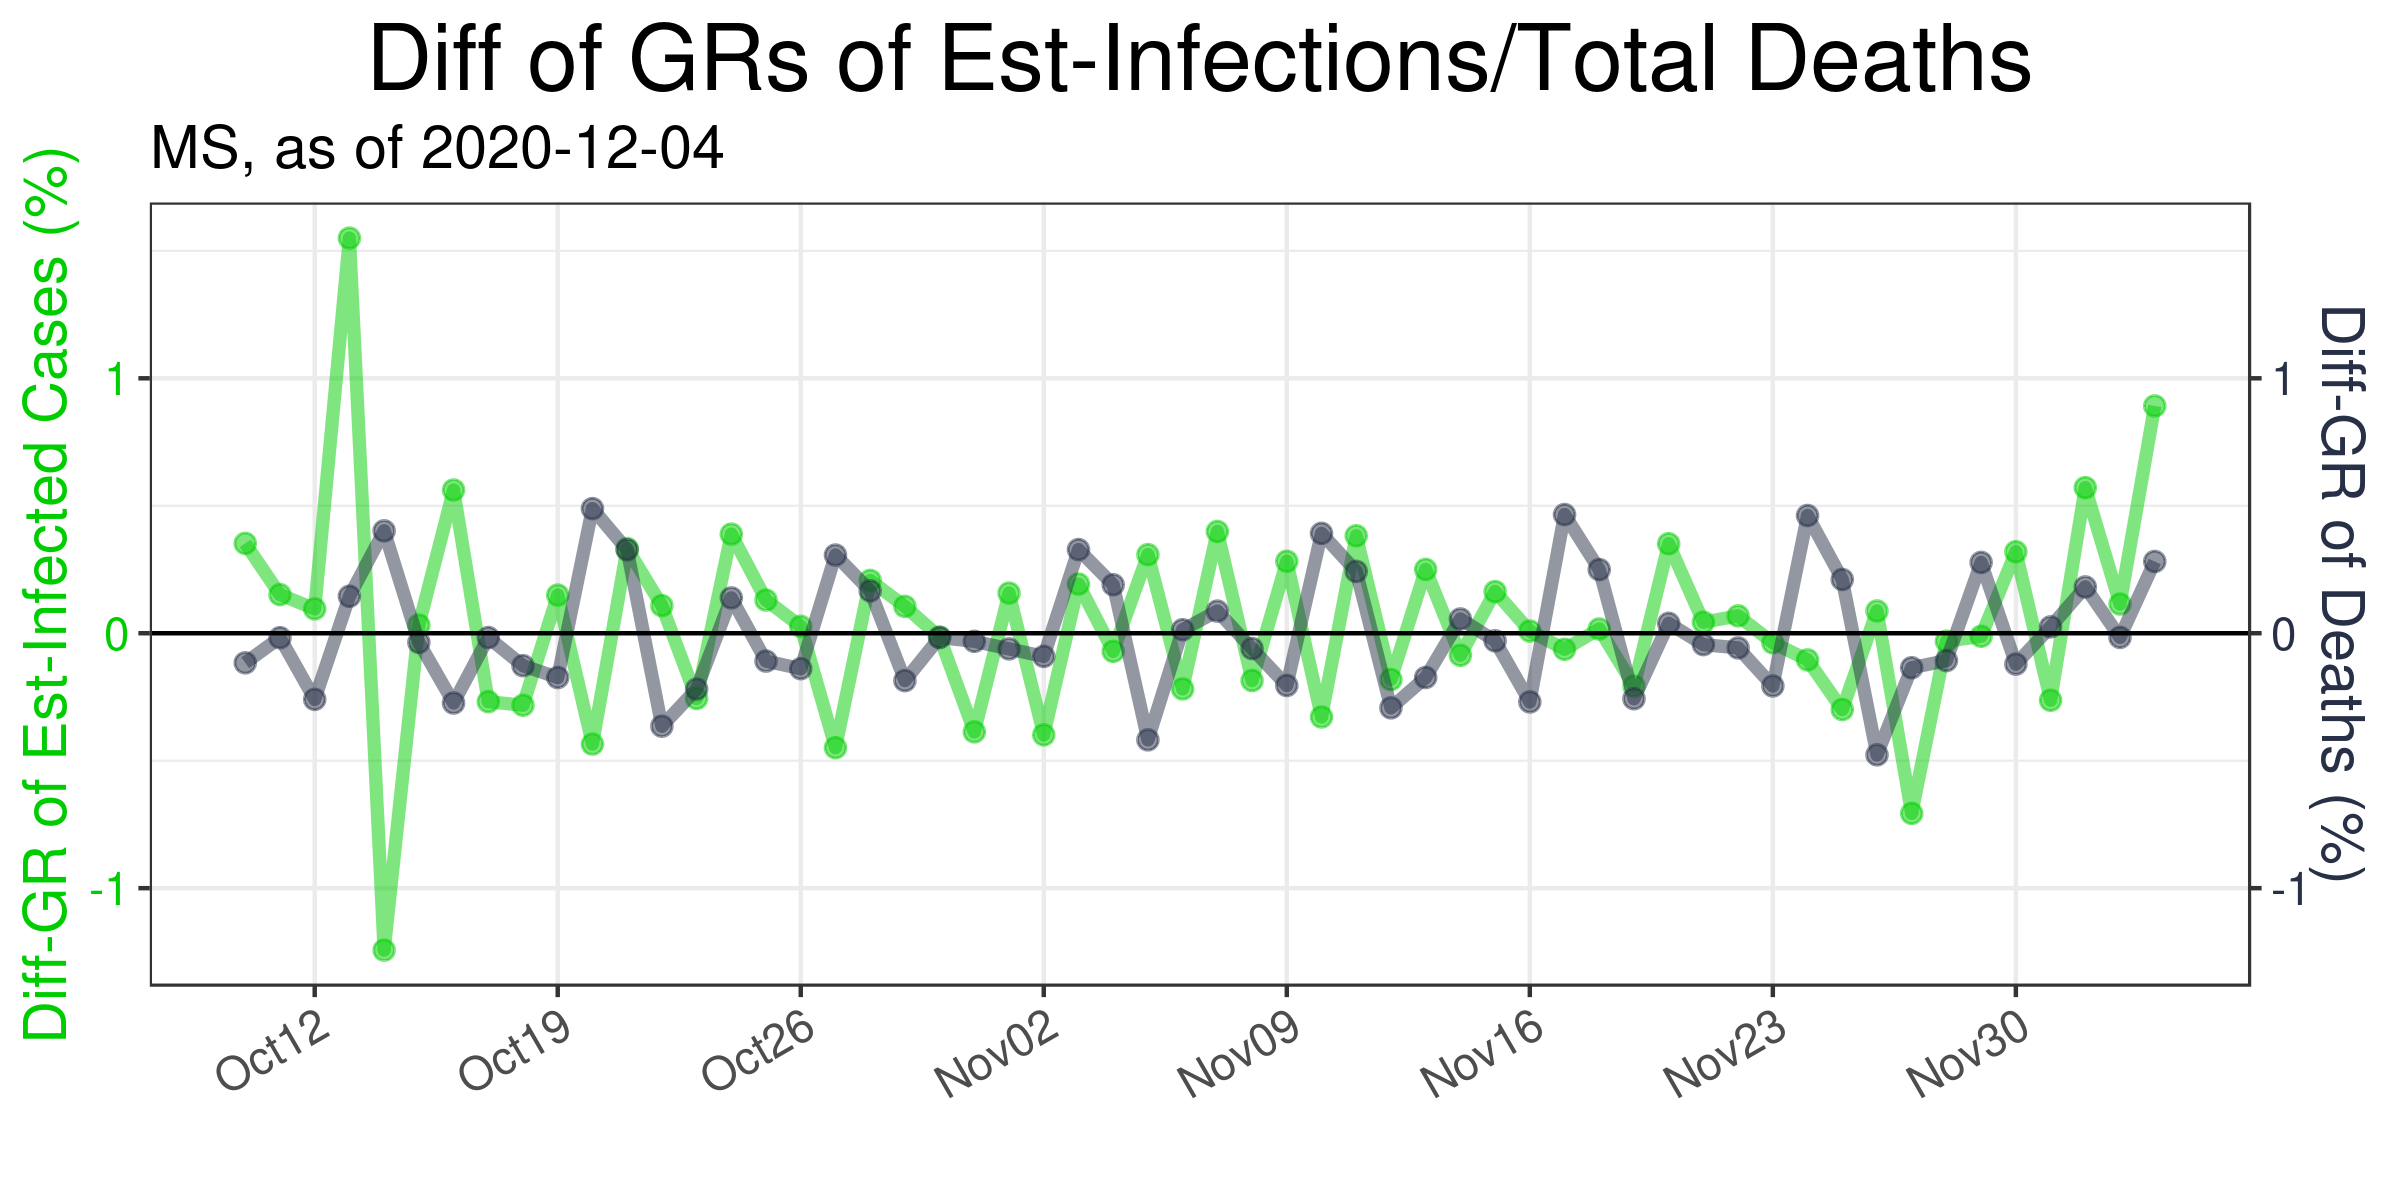 Diff of GRs of Est-Infections/Total Deaths
MS, as of 2020-12-04
Diff-GR of Est-Infected Cases (%)
1
0
-1
1
0
-1
Diff-GR of Deaths (%)
Oct12
Oct19
Oct26
Nov02
Nov09
Nov16
Nov23
Nov30